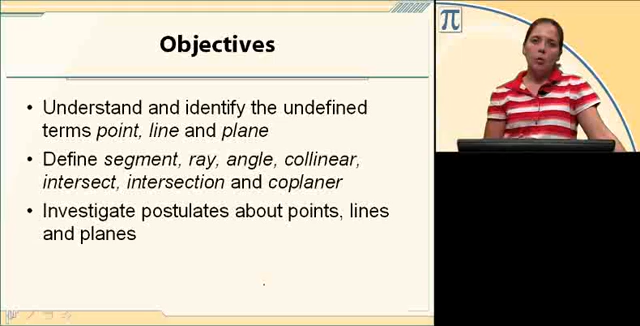 Objectives
• Understand and identify the undefined
terms point, line and plane
• Define segment, ray, angle, collinear,
intersect, intersection and coplaner
• Investigate postulates about points, lines
and planes
π